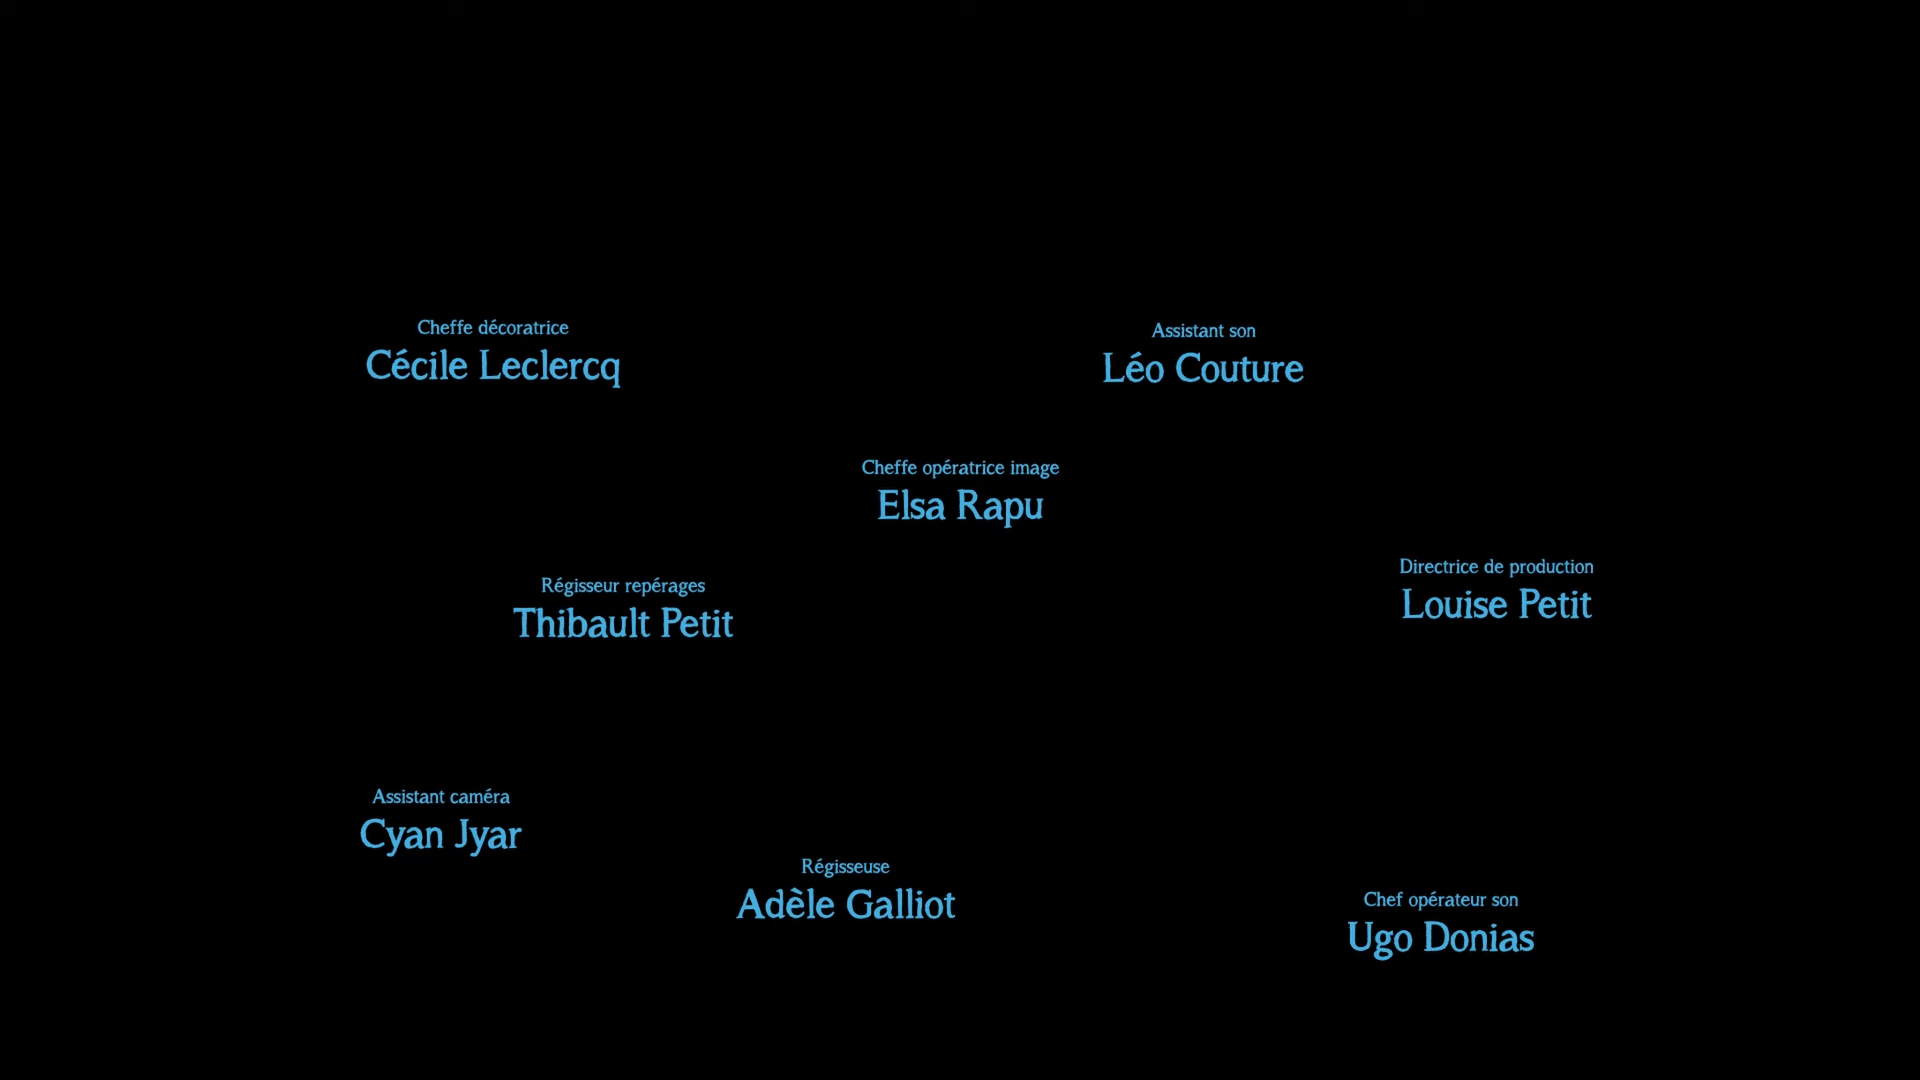 Cheffe décoratrice
Cécile Leclercq
Assistant son
Léo Couture
Cheffe opératrice image
Elsa Rapu
Directrice de production
Louise Petit
Régisseur repérages
Thibault Petit
Assistant caméra
Cyan Jyar
Régisseuse
Adèle Galliot
Chef opérateur son
Ugo Donias